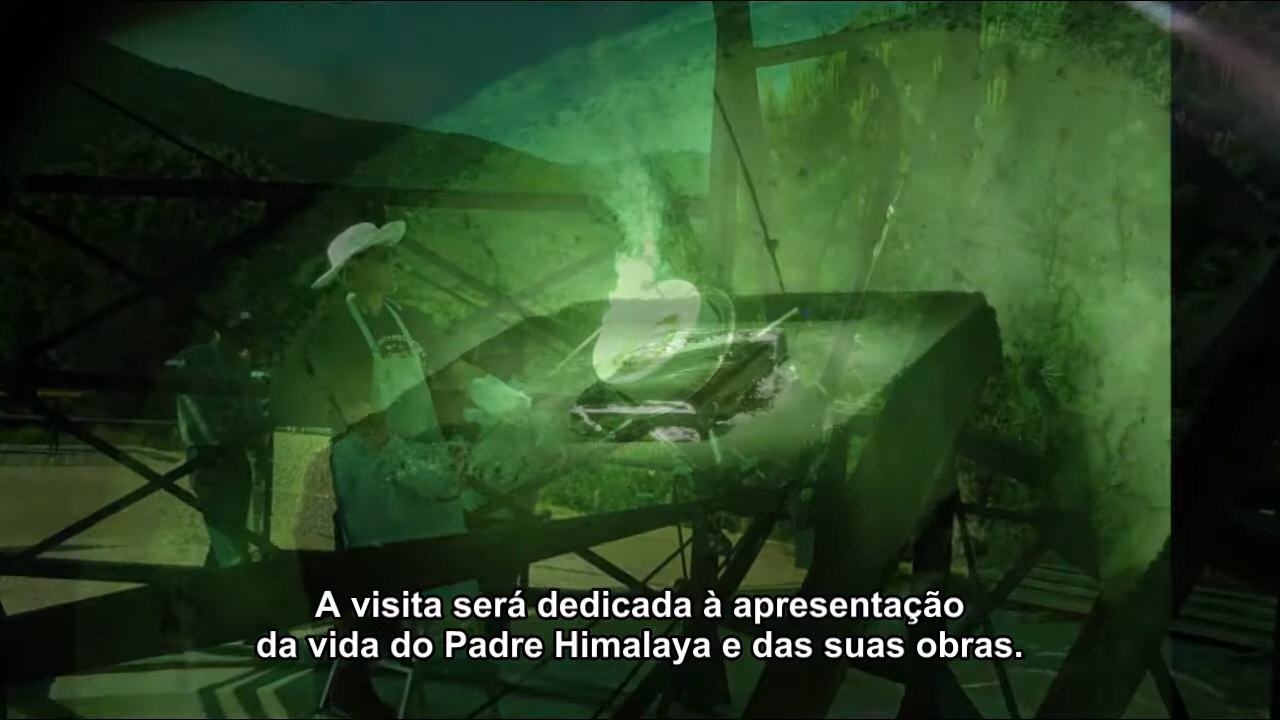 A visita será dedicada à apresentação
da vida do Padre Himalaya e das suas obras.